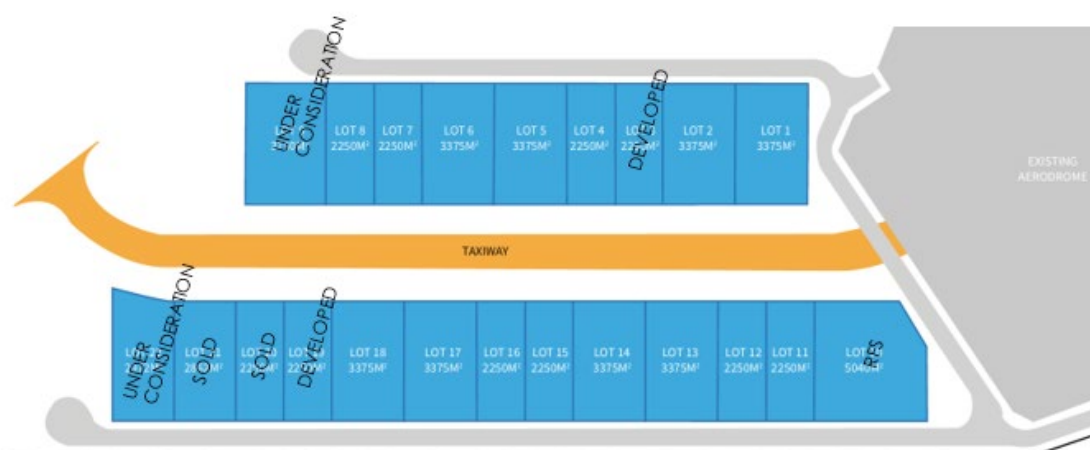 UNDER
CONSIDERATION
LOT 8
2250M²
LOT 7
2250M²
LOT 6
3375M²
LOT 5
3375M²
LOT 4
2250M²
DEVELOPED
LOT 2
3375M²
LOT 1
3375M²
EXISTING
AERODROME
TAXIWAY
UNDER
CONSIDERATION
SOLD
SOLD
DEVELOPED
LOT 18
3375M²
LOT 17
3375M²
LOT 16
2250M²
LOT 15
2250M²
LOT 14
3375M²
LOT 13
3375M²
LOT 12
2250M²
LOT 11
2250M²
RFS